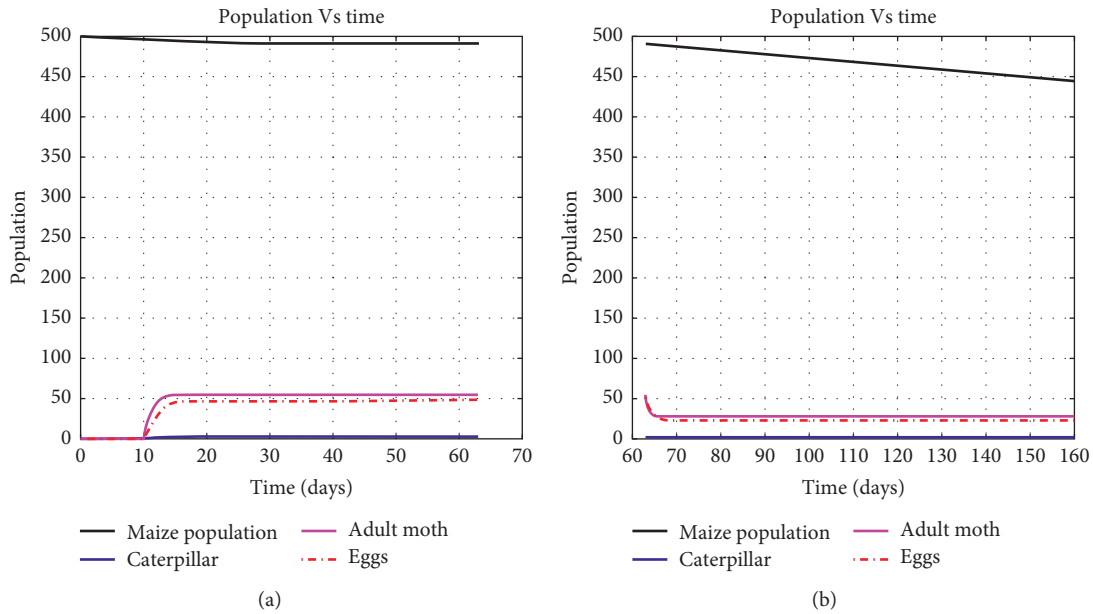 Population Vs time
500
450
400
350
300
250
200
150
100
50
0
Population
0 10 20 30 40 50 60 70
Time (days)
Maize population
Caterpillar
Adult moth
Eggs
(a)
Population Vs time
500
450
400
350
300
250
200
150
100
50
0
Population
60 70 80 90 100 110 120 130 140 150 160
Time (days)
Maize population
Caterpillar
Adult moth
Eggs
(b)